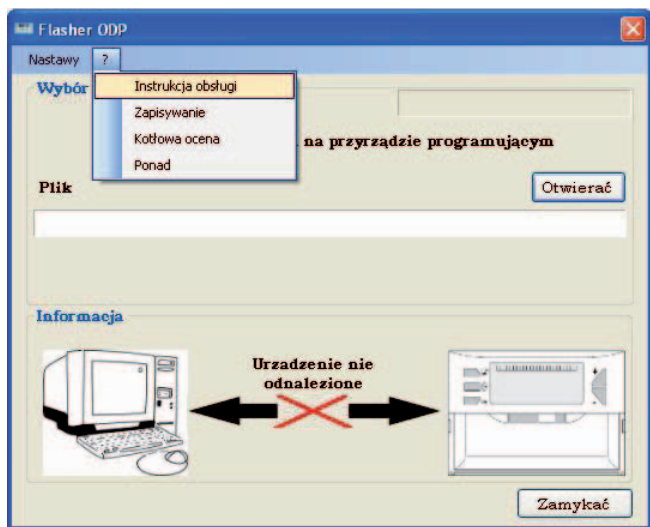 Flasher ODP
Nastawy ?
Wybór
Instrukcja obsługi
Zapisywanie
Kotłowa ocena
Ponad
na przyrządzie programującym
Plik
Otwierać
Informacja
Urzadzenie nie
odnalezione
Zamykać